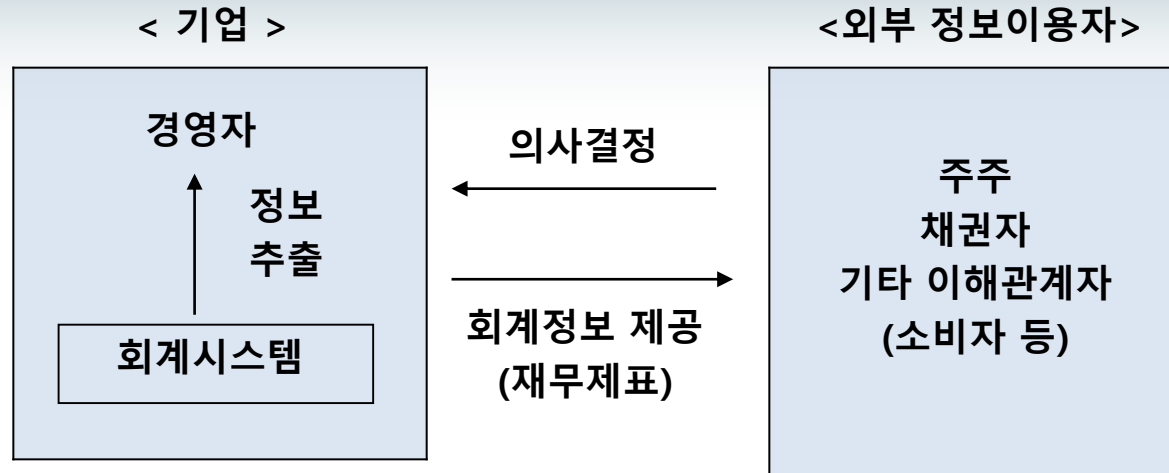 < 기업 >
<외부 정보이용자>
경영자
정보
추출
회계시스템
의사결정
회계정보 제공
(재무제표)
주주
채권자
기타 이해관계자
(소비자 등)